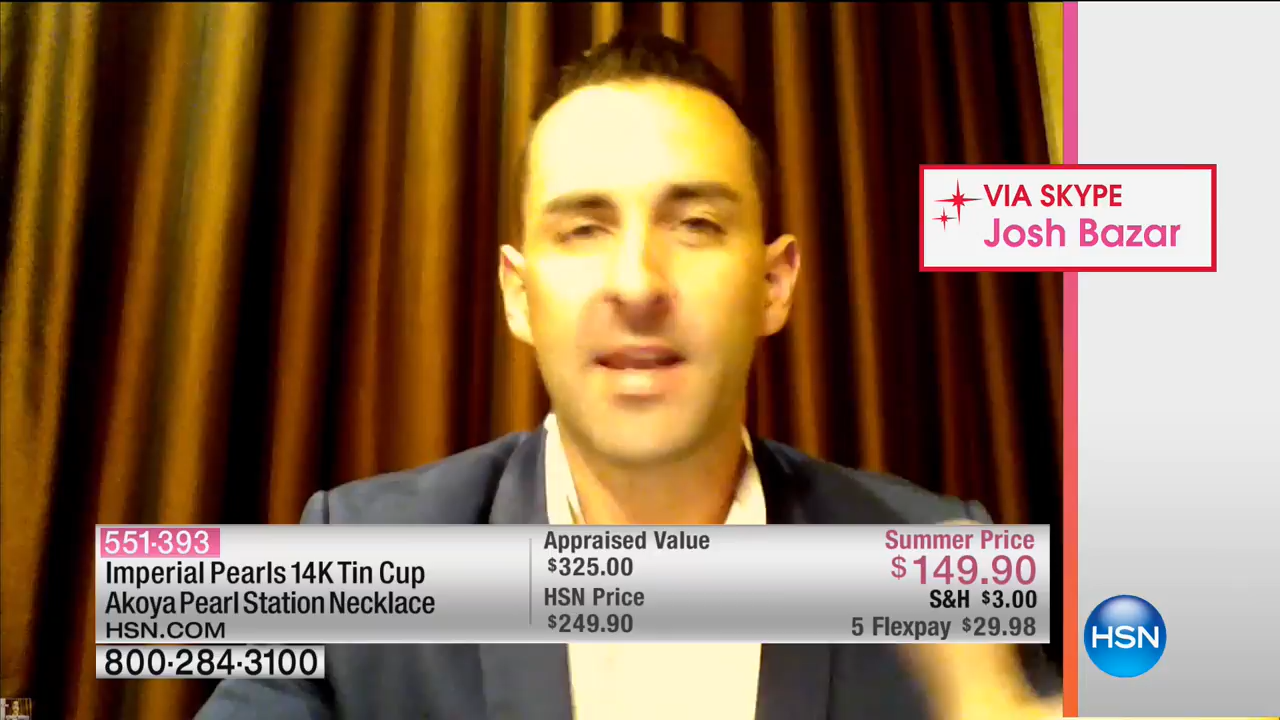 VIA SKYPE
Josh Bazar
551-393
Imperial Pearls 14K Tin Cup
Akoya Pearl Station Necklace
HSN.COM
800-284-3100
Appraised Value
$325.00
HSN Price
$249.90
Summer Price
$149.90
S&H $3.00
5 Flexpay $29.98
HSN